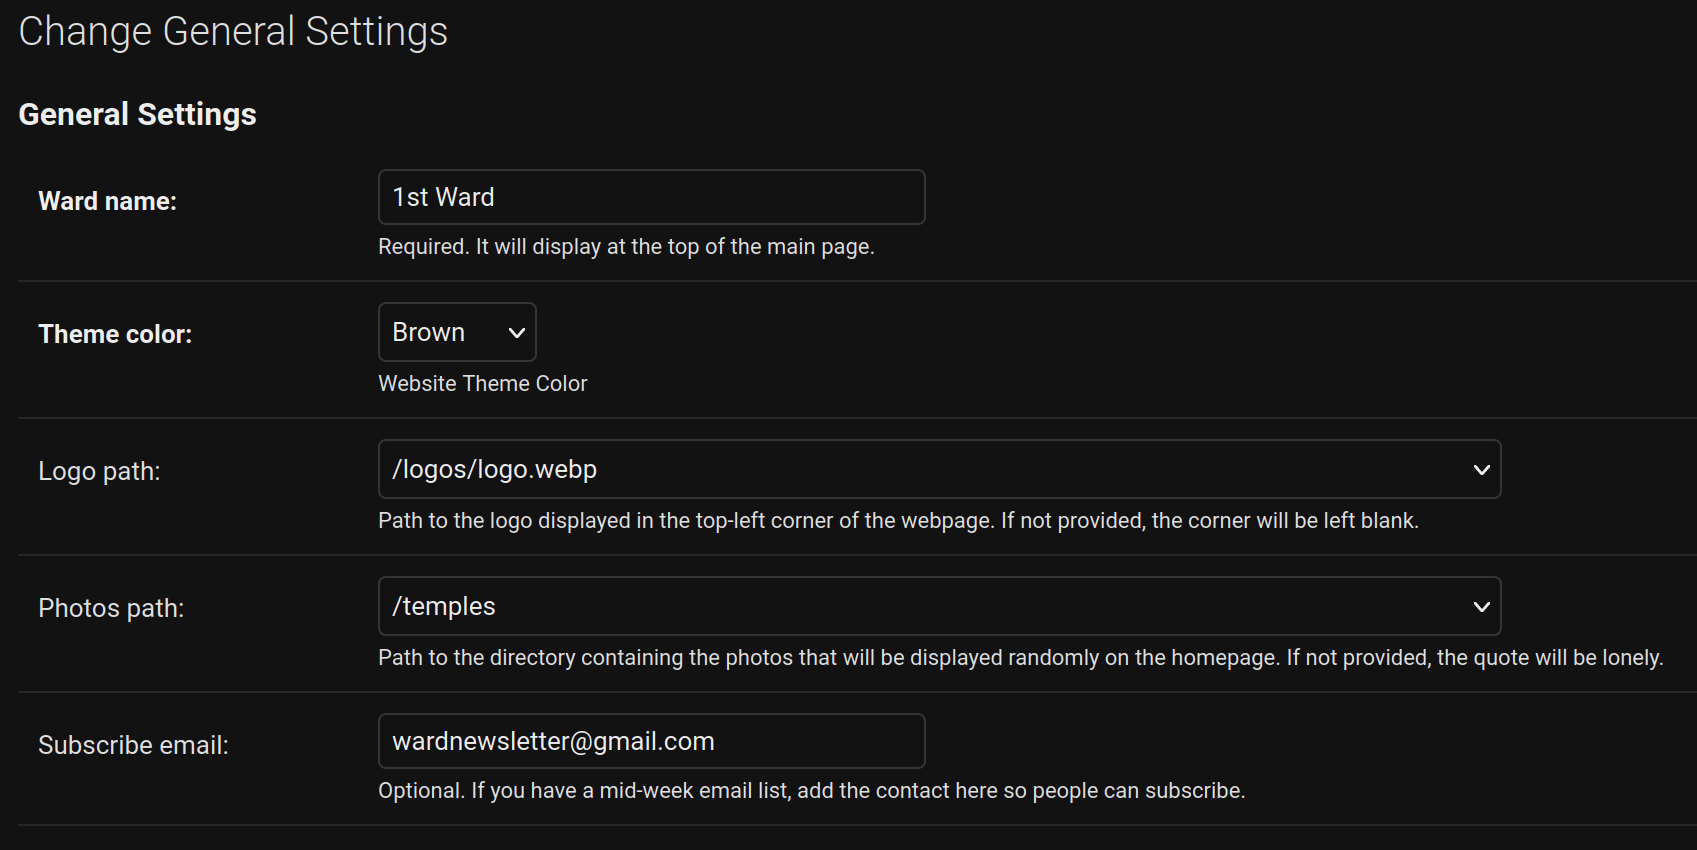 Change General Settings
General Settings
Ward name:
1st Ward
Required. It will display at the top of the main page.
Theme color:
Brown
Website Theme Color
Logo path:
/logos/logo.webp
Path to the logo displayed in the top-left corner of the webpage. If not provided, the corner will be left blank.
Photos path:
/temples
Path to the directory containing the photos that will be displayed randomly on the homepage. If not provided, the quote will be lonely.
Subscribe email:
wardnewsletter@gmail.com
Optional. If you have a mid-week email list, add the contact here so people can subscribe.